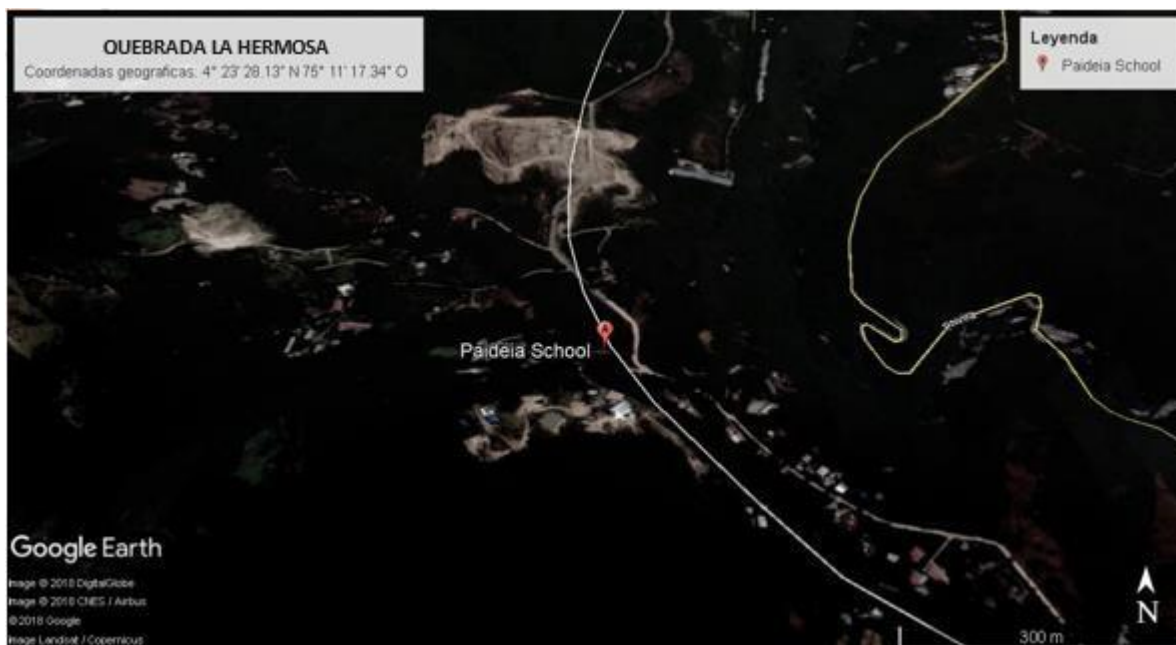 QUEBRADA LA HERMOSA
Coordenadas geograficas: 4° 23' 28.13" N 75° 11' 17.34" O
Leyenda
Paideia School
Paideia School
Google Earth
Image © 2018 DigitalGlobe
Image © 2018 CNES / Airbus
© 2018 Google
Image Landsat / Copernicus
N
300 m